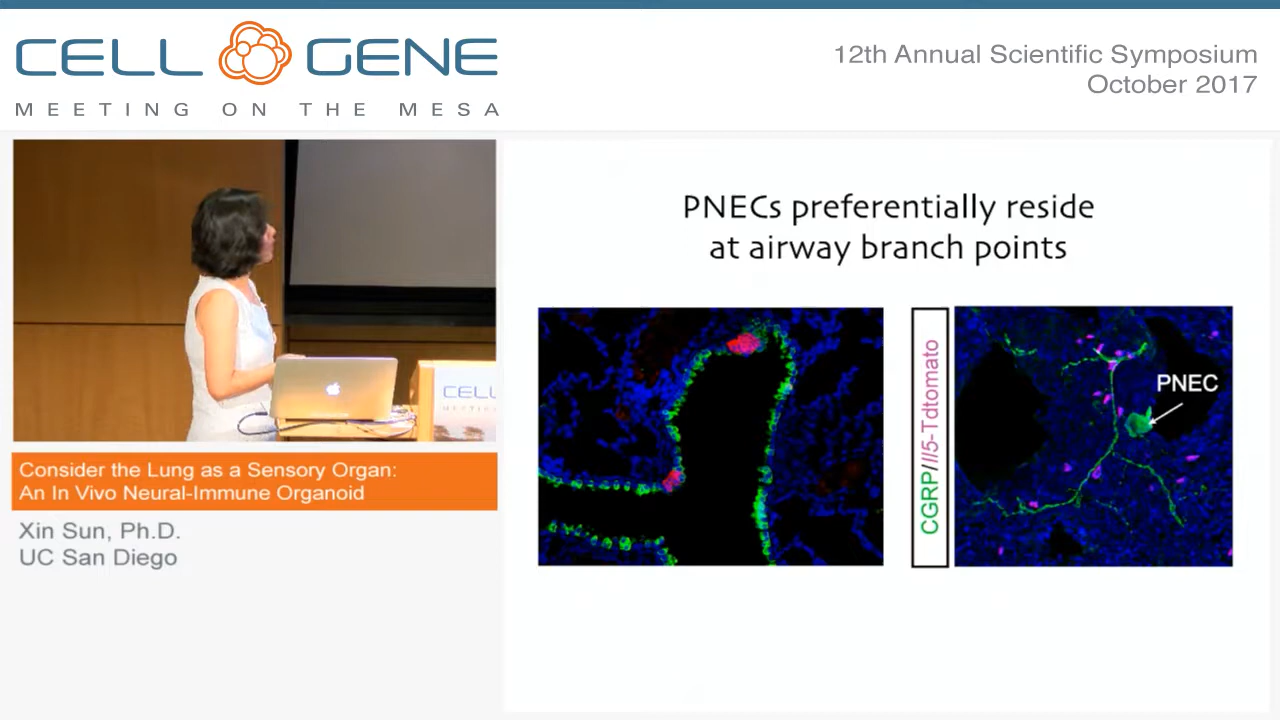 CELL GENE
MEETING ON THE MESA
12th Annual Scientific Symposium
October 2017
CELL
Consider the Lung as a Sensory Organ:
An In Vivo Neural-Immune Organoid
Xin Sun, Ph.D.
UC San Diego
PNECs preferentially reside
at airway branch points
CGRP/Il5-Tdtomato
PNEC